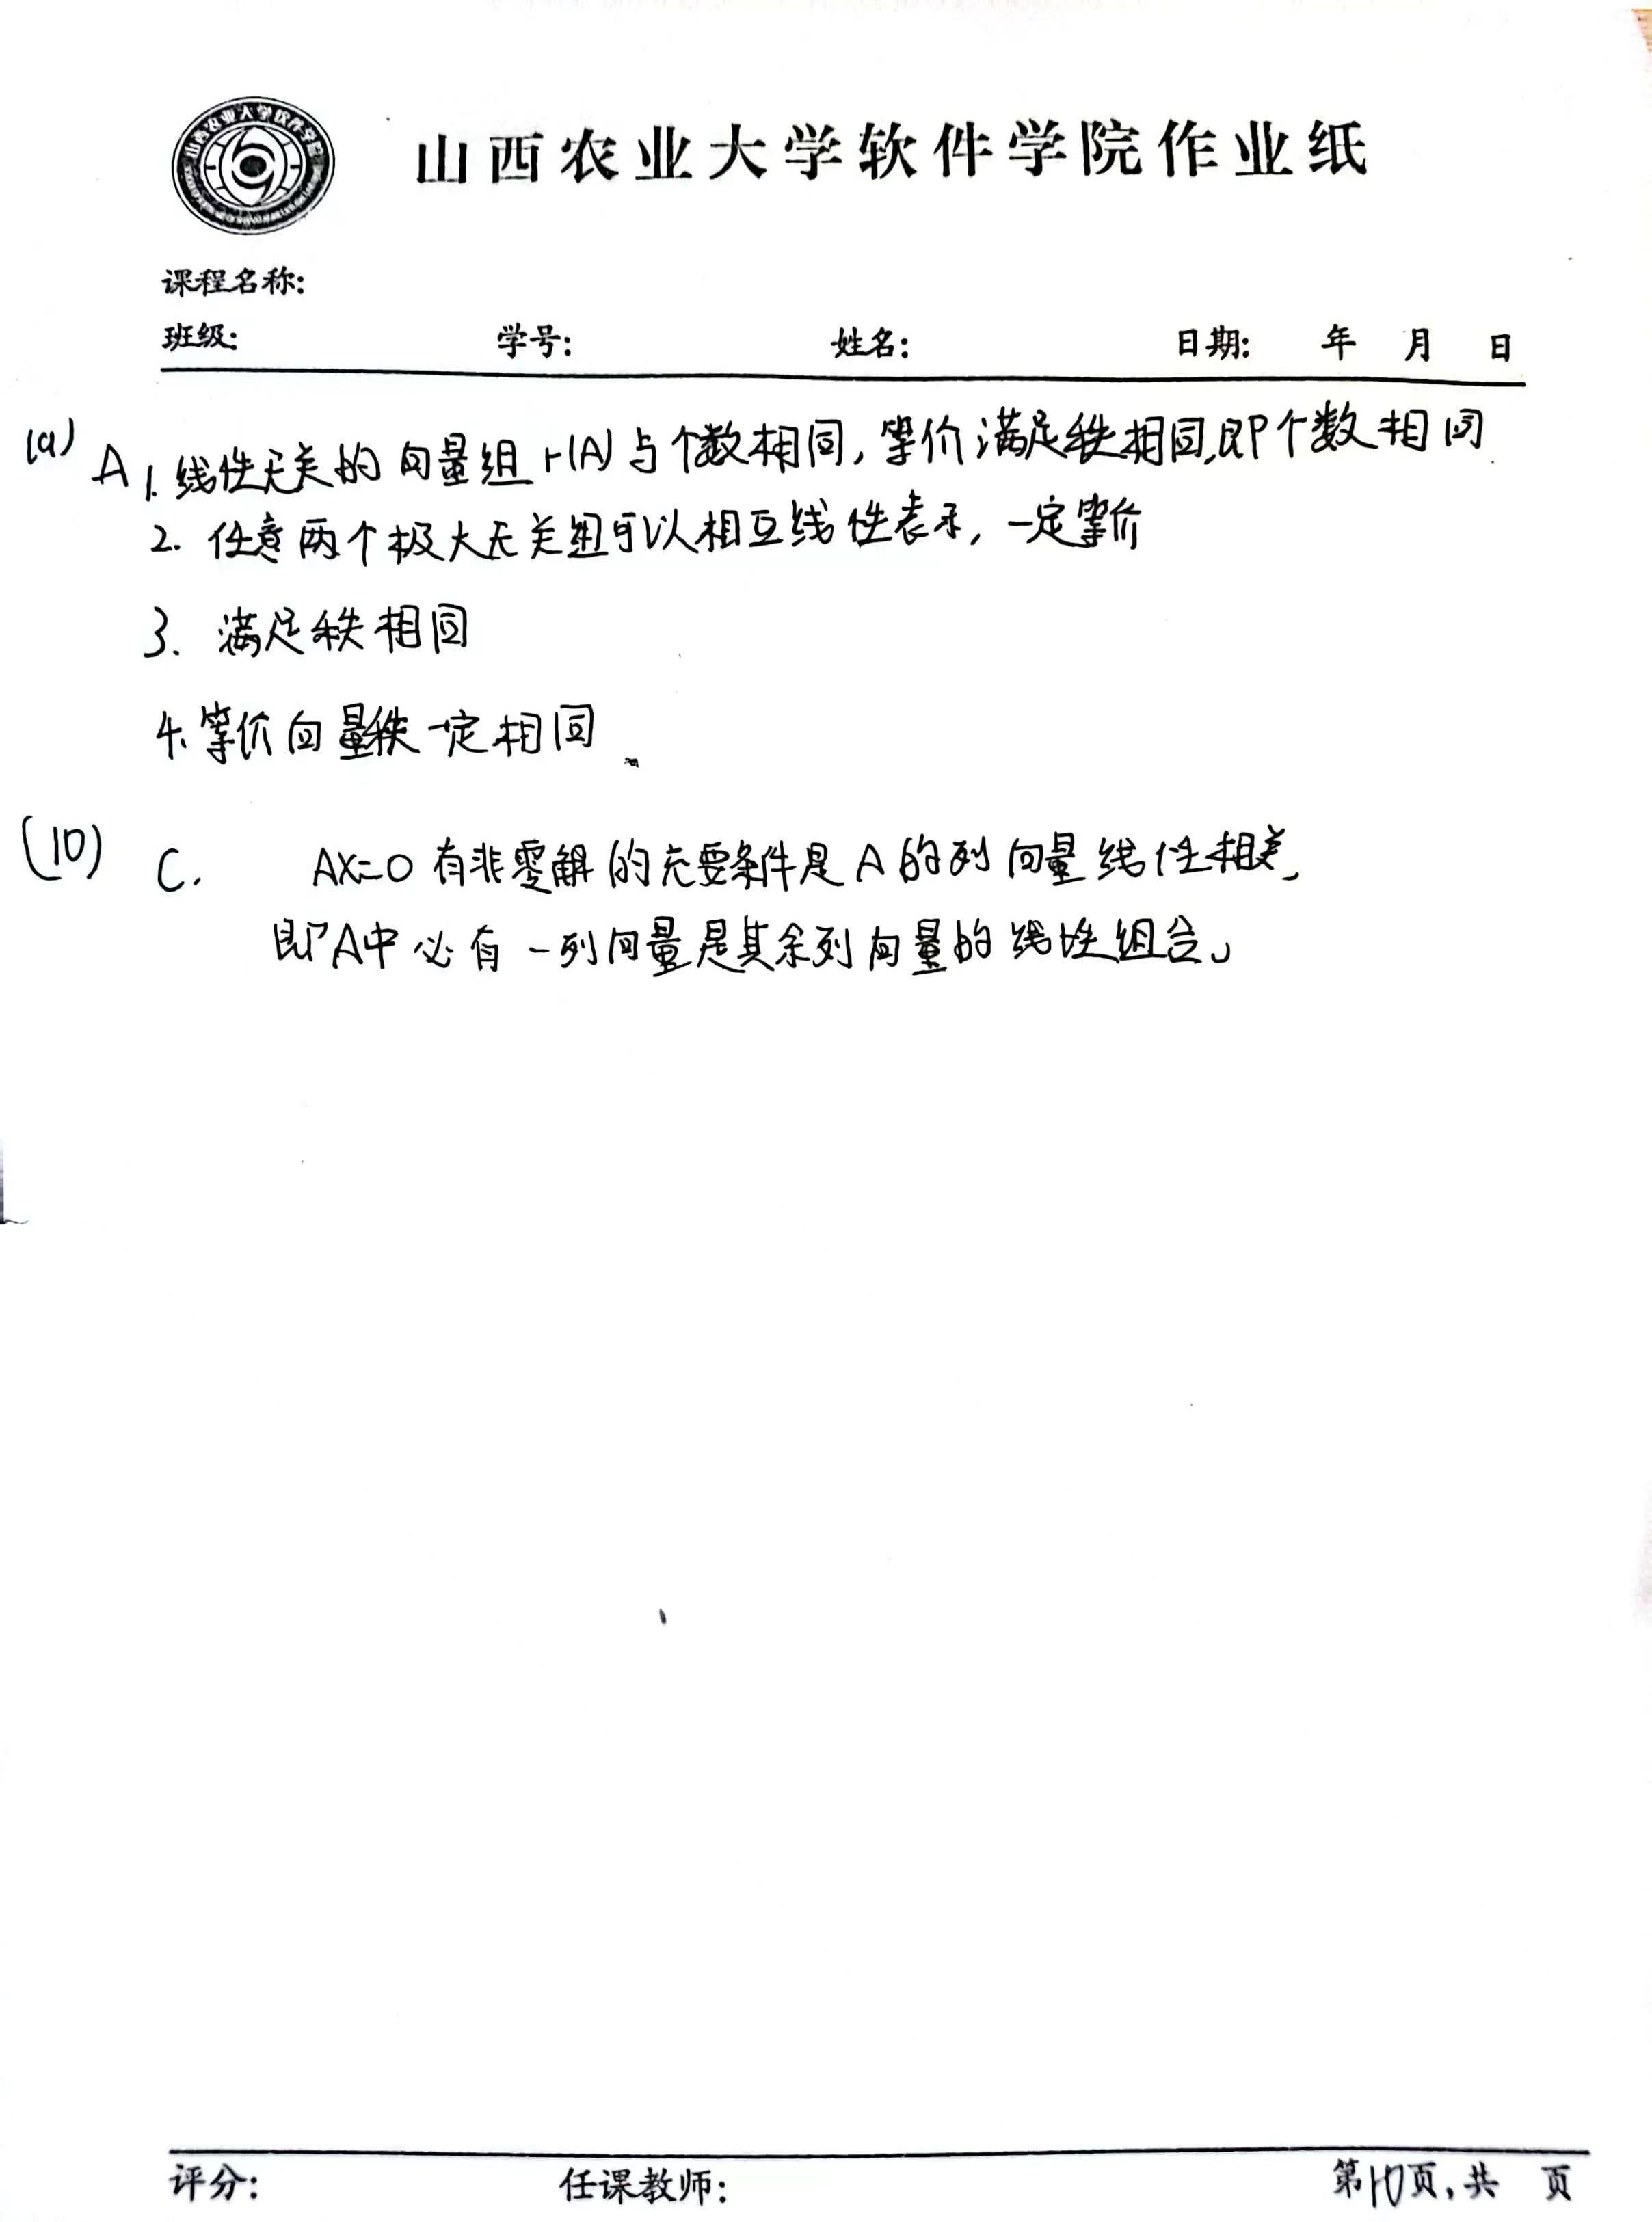 山西农业大学软件学院作业纸
课程名称:
班级: 学号: 姓名: 日期: 年 月 日
(9) A 1. 线性无关的向量组 r(A) 与个数相同, 等价满足秩相同,即个数相同.
2. 任意两个极大无关组可以相互线性表示, 一定等价
3. 满足秩相同
4. 等价向量秩一定相同
(10) C. AX=0 有非零解的充要条件是 A 的列向量线性相关,
即A中必有一列向量是其余列向量的线性组合。
评分: 任课教师: 第10页,共 页